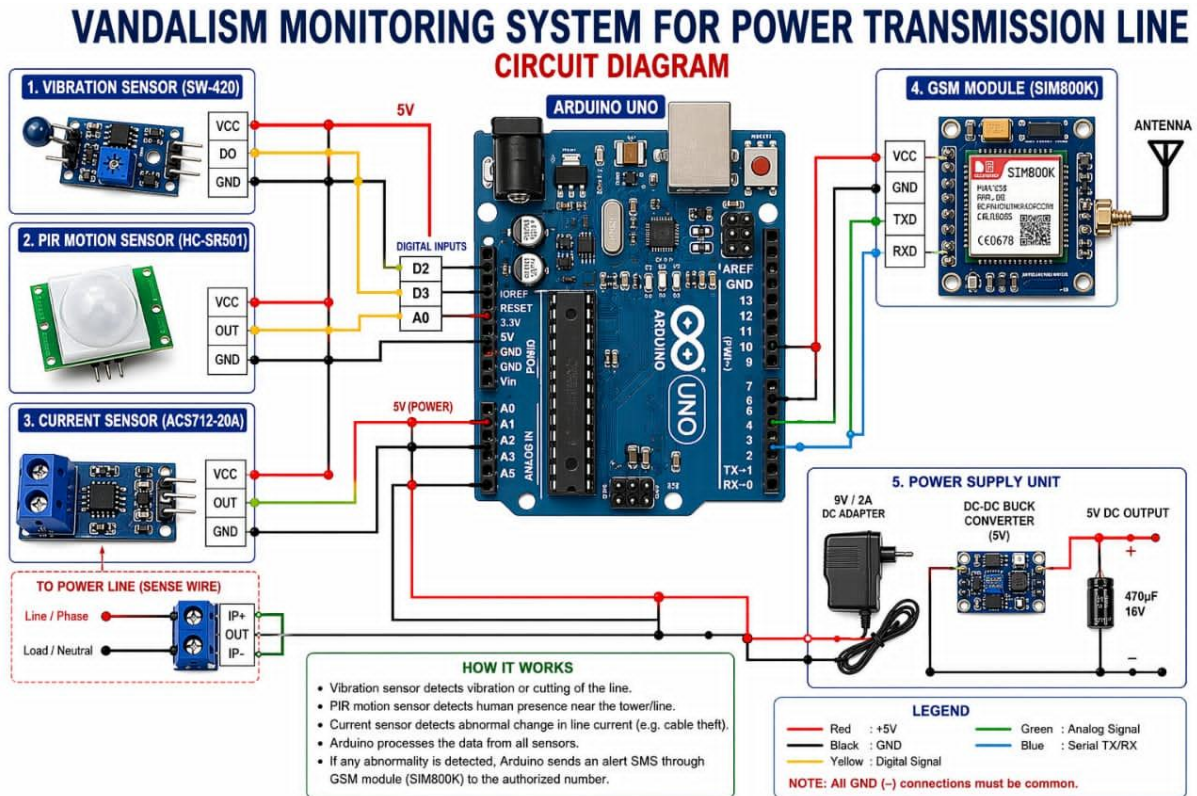 VANDALISM MONITORING SYSTEM FOR POWER TRANSMISSION LINE
CIRCUIT DIAGRAM
1. VIBRATION SENSOR (SW-420)
VCC
DO
GND
5V
2. PIR MOTION SENSOR (HC-SR501)
VCC
OUT
GND
DIGITAL INPUTS
D2
D3
A0
3. CURRENT SENSOR (ACS712-20A)
VCC
OUT
GND
5V (POWER)
TO POWER LINE (SENSE WIRE)
Line / Phase
Load / Neutral
IP+
OUT
IP-
ARDUINO UNO
IOREF
RESET
3.3V
5V
GND
GND
Vin
A0
A1
A2
A3
A5
ANALOG IN
ARDUINO
UNO
AREF
GND
13
12
11
10
9
7
6
6
4
3
2
TX→1
RX→0
4. GSM MODULE (SIM800K)
VCC
GND
TXD
RXD
SIM800K
CE0678
ANTENNA
5. POWER SUPPLY UNIT
9V / 2A
DC ADAPTER
DC-DC BUCK
CONVERTER
(5V)
5V DC OUTPUT
+
470µF
16V
–
HOW IT WORKS
• Vibration sensor detects vibration or cutting of the line.
• PIR motion sensor detects human presence near the tower/line.
• Current sensor detects abnormal change in line current (e.g. cable theft).
• Arduino processes the data from all sensors.
• If any abnormality is detected, Arduino sends an alert SMS through
GSM module (SIM800K) to the authorized number.
LEGEND
Red : +5V
Black : GND
Yellow : Digital Signal
Green : Analog Signal
Blue : Serial TX/RX
NOTE: All GND (–) connections must be common.